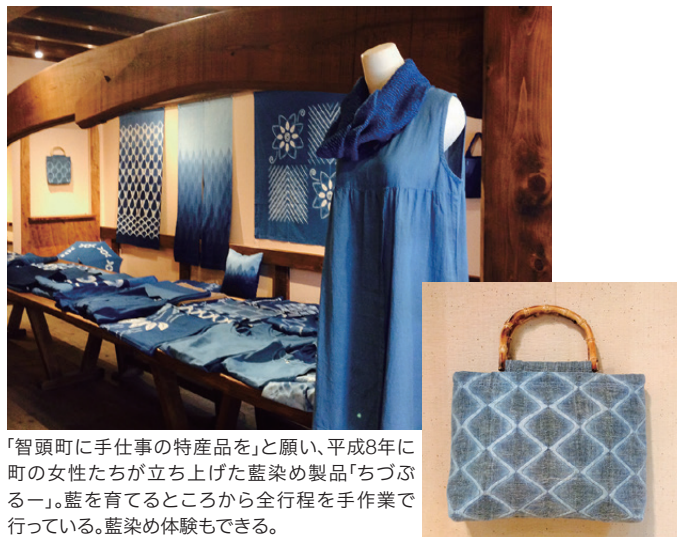 「智頭町に手仕事の特産品を」と願い、平成8年に
町の女性たちが立ち上げた藍染め製品「ちづぶ
るー」。藍を育てるところから全行程を手作業で
行っている。藍染め体験もできる。